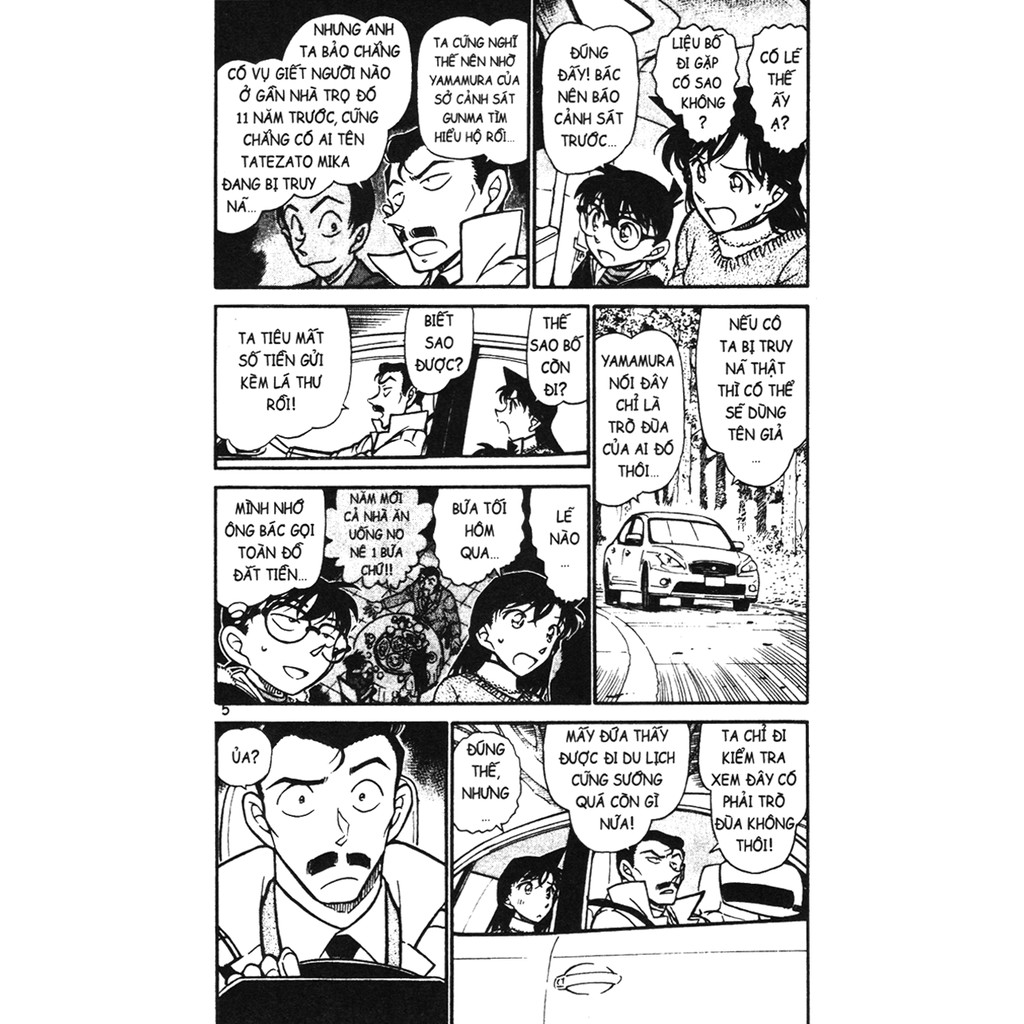 CÓ LẼ
THẾ
ẤY
Ạ?
LIỆU BỐ
ĐI GẶP
CÓ SAO
KHÔNG
?
ĐÚNG
ĐẤY! BÁC
NÊN BÁO
CẢNH SÁT
TRƯỚC...
TA CŨNG NGHĨ
THẾ NÊN NHỜ
YAMAMURA CỦA
SỞ CẢNH SÁT
GUNMA TÌM
HIỂU HỘ RỒI...
NHƯNG ANH
TA BẢO CHẲNG
CÓ VỤ GIẾT NGƯỜI NÀO
Ở GẦN NHÀ TRỌ ĐÓ
11 NĂM TRƯỚC, CŨNG
CHẲNG CÓ AI TÊN
TATEZATO MIKA
ĐANG BỊ TRUY
NÃ...
NẾU CÔ
TA BỊ TRUY
NÃ THẬT
THÌ CÓ THỂ
SẼ DÙNG
TÊN GIẢ
...
YAMAMURA
NÓI ĐÂY
CHỈ LÀ
TRÒ ĐÙA
CỦA AI ĐÓ
THÔI...
THẾ
SAO BỐ
CÒN
ĐI?
BIẾT
SAO
ĐƯỢC?
TA TIÊU MẤT
SỐ TIỀN GỬI
KÈM LÁ THƯ
RỒI!
LẼ
NÀO
...
BỮA TỐI
HÔM
QUA...
NĂM MỚI
CẢ NHÀ ĂN
UỐNG NO
NÊ 1 BỮA
CHỨ!!
MÌNH NHỚ
ÔNG BÁC GỌI
TOÀN ĐỒ
ĐẮT TIỀN...
5
TA CHỈ ĐI
KIỂM TRA
XEM ĐÂY CÓ
PHẢI TRÒ
ĐÙA KHÔNG
THÔI!
MẤY ĐỨA THẤY
ĐƯỢC ĐI DU LỊCH
CŨNG SƯỚNG
QUÁ CÒN GÌ
NỮA!
ĐÚNG
THẾ,
NHƯNG
...
ỦA?